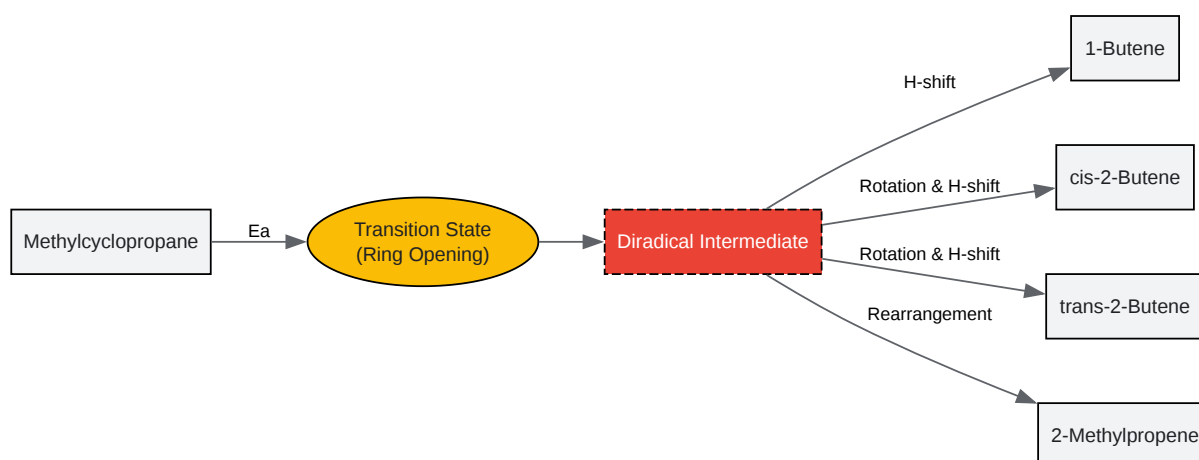 Methylcyclopropane
Ea
Transition State
(Ring Opening)
Diradical Intermediate
H-shift
1-Butene
Rotation & H-shift
cis-2-Butene
Rotation & H-shift
trans-2-Butene
Rearrangement
2-Methylpropene